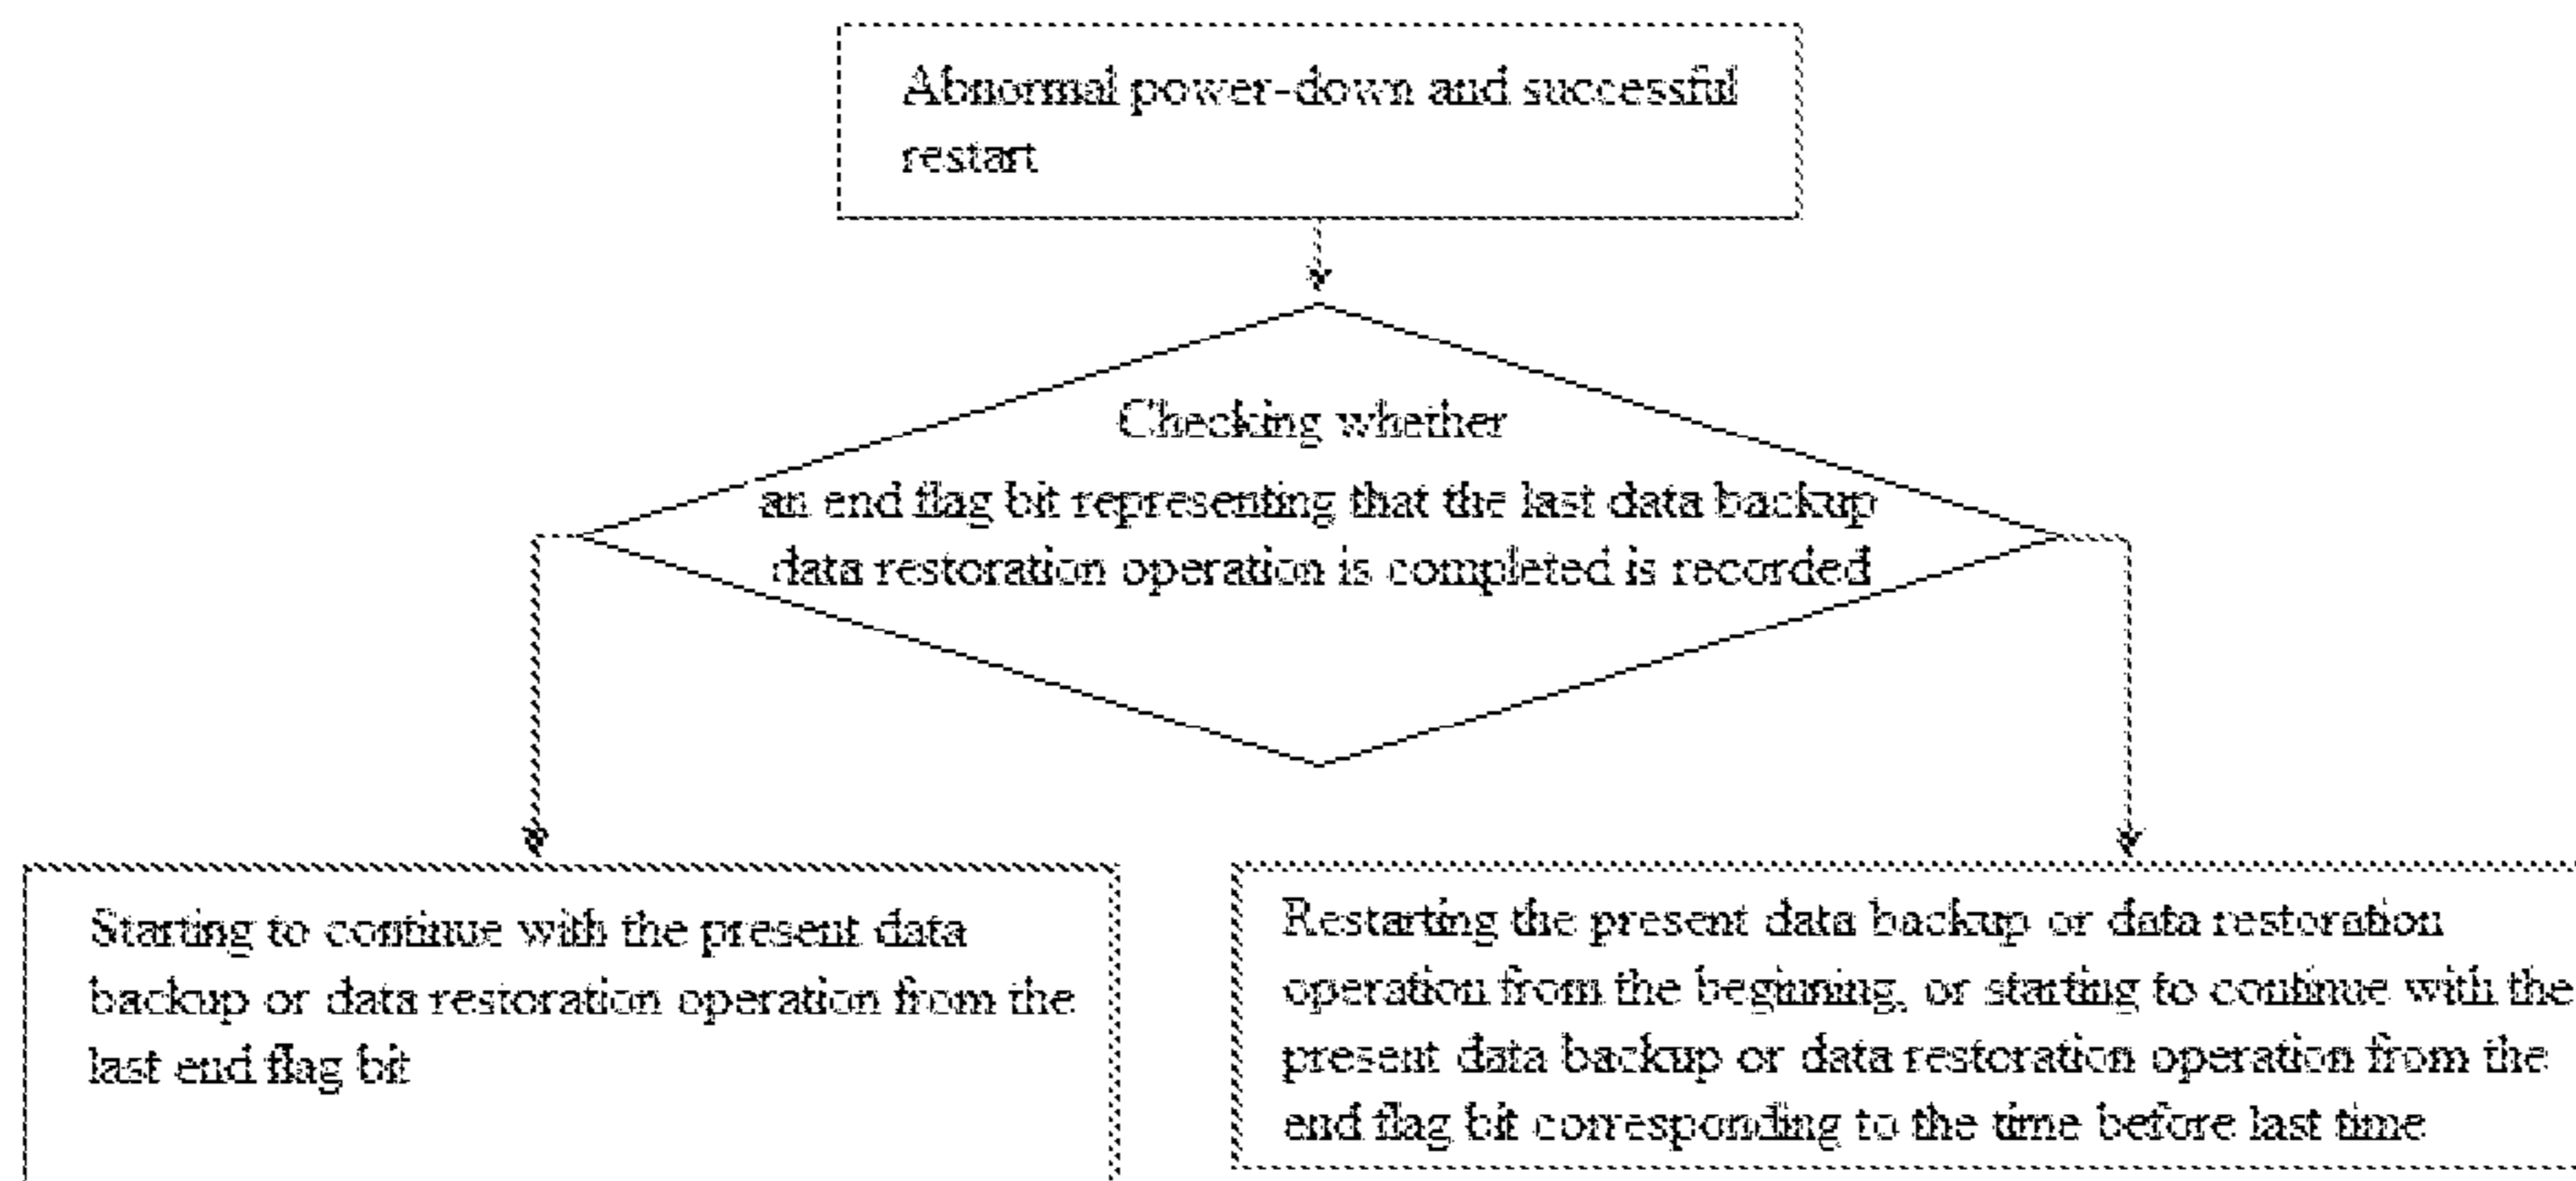 Abnormal power-down and successful
restart
Checking whether
an end flag bit representing that the last data backup
data restoration operation is completed is recorded
Starting to continue with the present data
backup or data restoration operation from the
last end flag bit
Restarting the present data backup or data restoration
operation from the beginning, or starting to continue with the
present data backup or data restoration operation from the
end flag bit corresponding to the time before last time